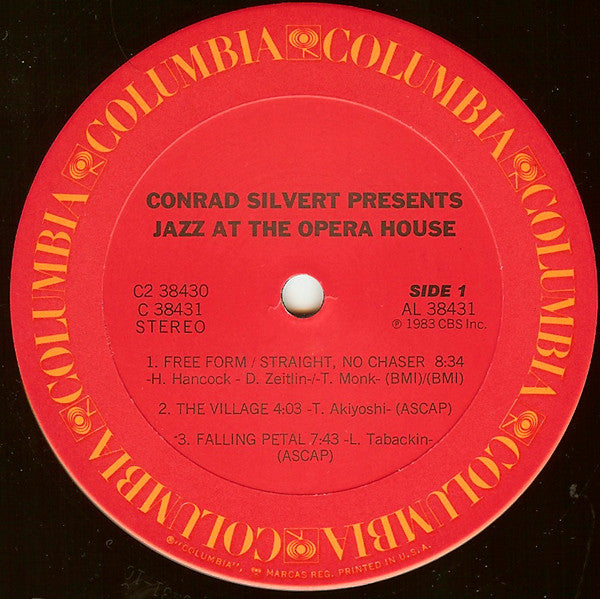 COLUMBIA COLUMBIA COLUMBIA COLUMBIA COLUMBIA COLUMBIA COLUMBIA COLUMBIA
CONRAD SILVERT PRESENTS
JAZZ AT THE OPERA HOUSE
C2 38430
C 38431
STEREO
SIDE 1
AL 38431
℗ 1983 CBS Inc.
1. FREE FORM / STRAIGHT, NO CHASER 8:34
-H. Hancock - D. Zeitlin-/-T. Monk- (BMI)/(BMI)
2. THE VILLAGE 4:03 -T. Akiyoshi- (ASCAP)
3. FALLING PETAL 7:43 -L. Tabackin-
(ASCAP)
®"COLUMBIA", MARCAS REG. PRINTED IN U.S.A.